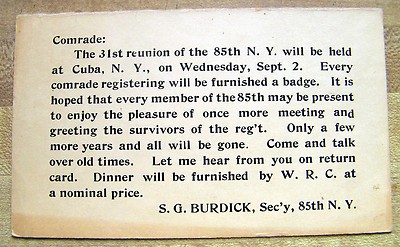 Comrade:
The 31st reunion of the 85th N. Y. will be held
at Cuba, N. Y., on Wednesday, Sept. 2. Every
comrade registering will be furnished a badge. It
is hoped that every member of the 85th may be present
to enjoy the pleasure of once more meeting and
greeting the survivors of the reg't. Only a few
more years and all will be gone. Come and talk
over old times. Let me hear from you on return
card. Dinner will be furnished by W. R. C. at
a nominal price.
S. G. BURDICK, Sec'y, 85th N. Y.